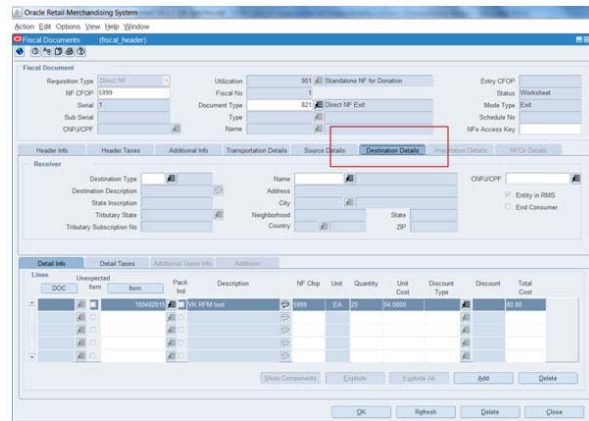 Oracle Retail Merchandising System
Action Edit Options View Help Window
Fiscal Documents (fiscal_header)
Fiscal Document
Requisition Type Direct NF Utilization 901 Standalone NF for Donation Entry CFOP
NF CFOP 5999 Fiscal No 1 Status Worksheet
Serial 1 Document Type 821 Direct NF Exit Mode Type Exit
Sub Serial Type Schedule No
CNPJ/CPF Name NFe Access Key
Header Info Header Taxes Additional Info Transportation Details Source Details Destination Details Importation Details NFCe Details
Receiver
Destination Type Name CNPJ/CPF
Destination Description Address Entity in RMS
State Inscription City End Consumer
Tributary State Neighborhood State
Tributary Subscription No Country ZIP
Detail Info Detail Taxes Additional Taxes Info Additions
Lines
DOC Unexpected Item Item Pack Ind Description NF Cfop Unit Quantity Unit Cost Discount Type Discount Total Cost
100402015 VK RFM test 5999 EA 20 04.0000 80.00
Show Components Explode Explode All Add Delete
OK Refresh Delete Close